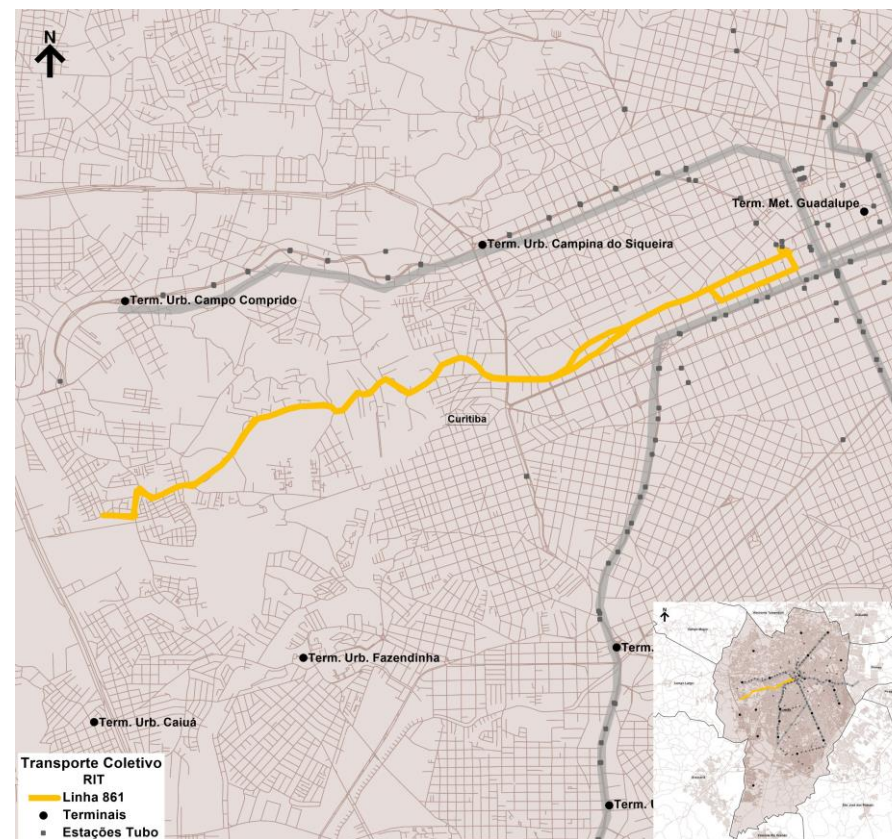 N
Term. Met. Guadalupe
Term. Urb. Campina do Siqueira
Term. Urb. Campo Comprido
Curitiba
Term. Urb. Fazendinha
Term.
Term. Urb. Caiuá
Term. U
Transporte Coletivo
RIT
Linha 861
Terminais
Estações Tubo
N